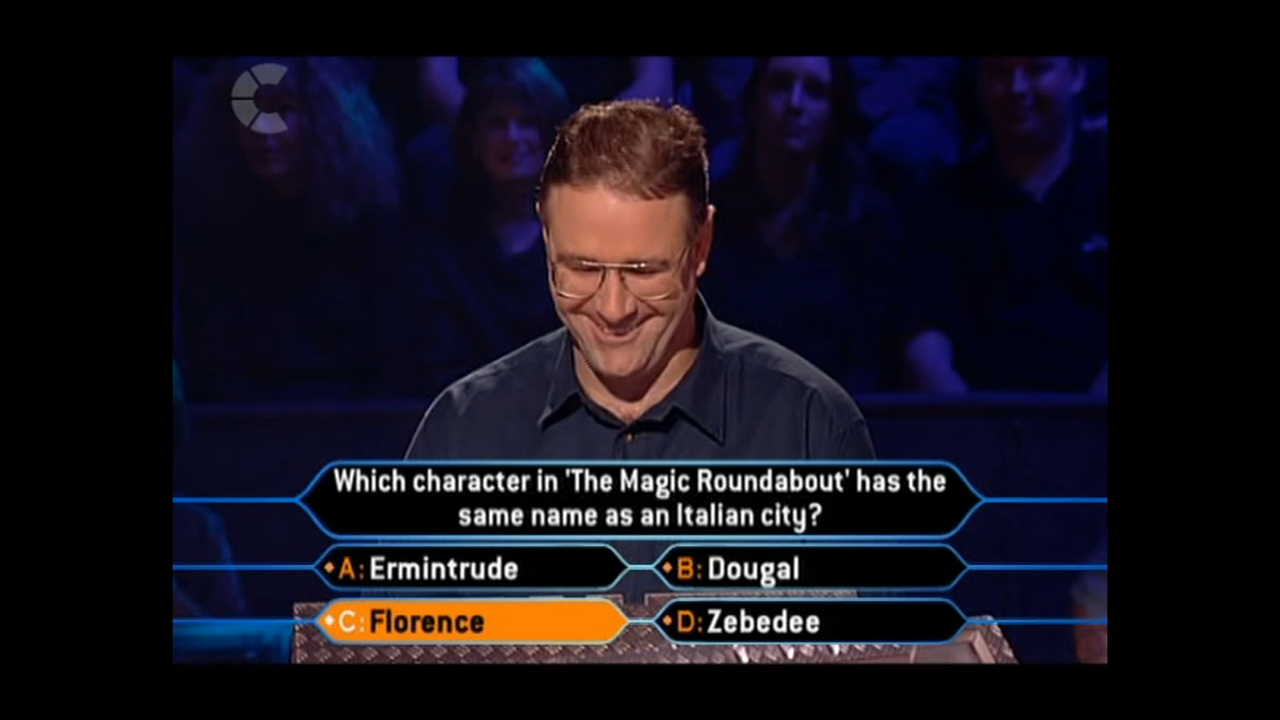 Which character in 'The Magic Roundabout' has the
same name as an Italian city?
A: Ermintrude
B: Dougal
C: Florence
D: Zebedee